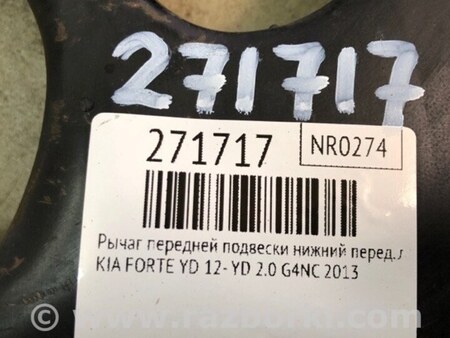 271717
271717 NR0274
Рычаг передней подвески нижний перед.л
KIA FORTE YD 12- YD 2.0 G4NC 2013
© www.razborki.com